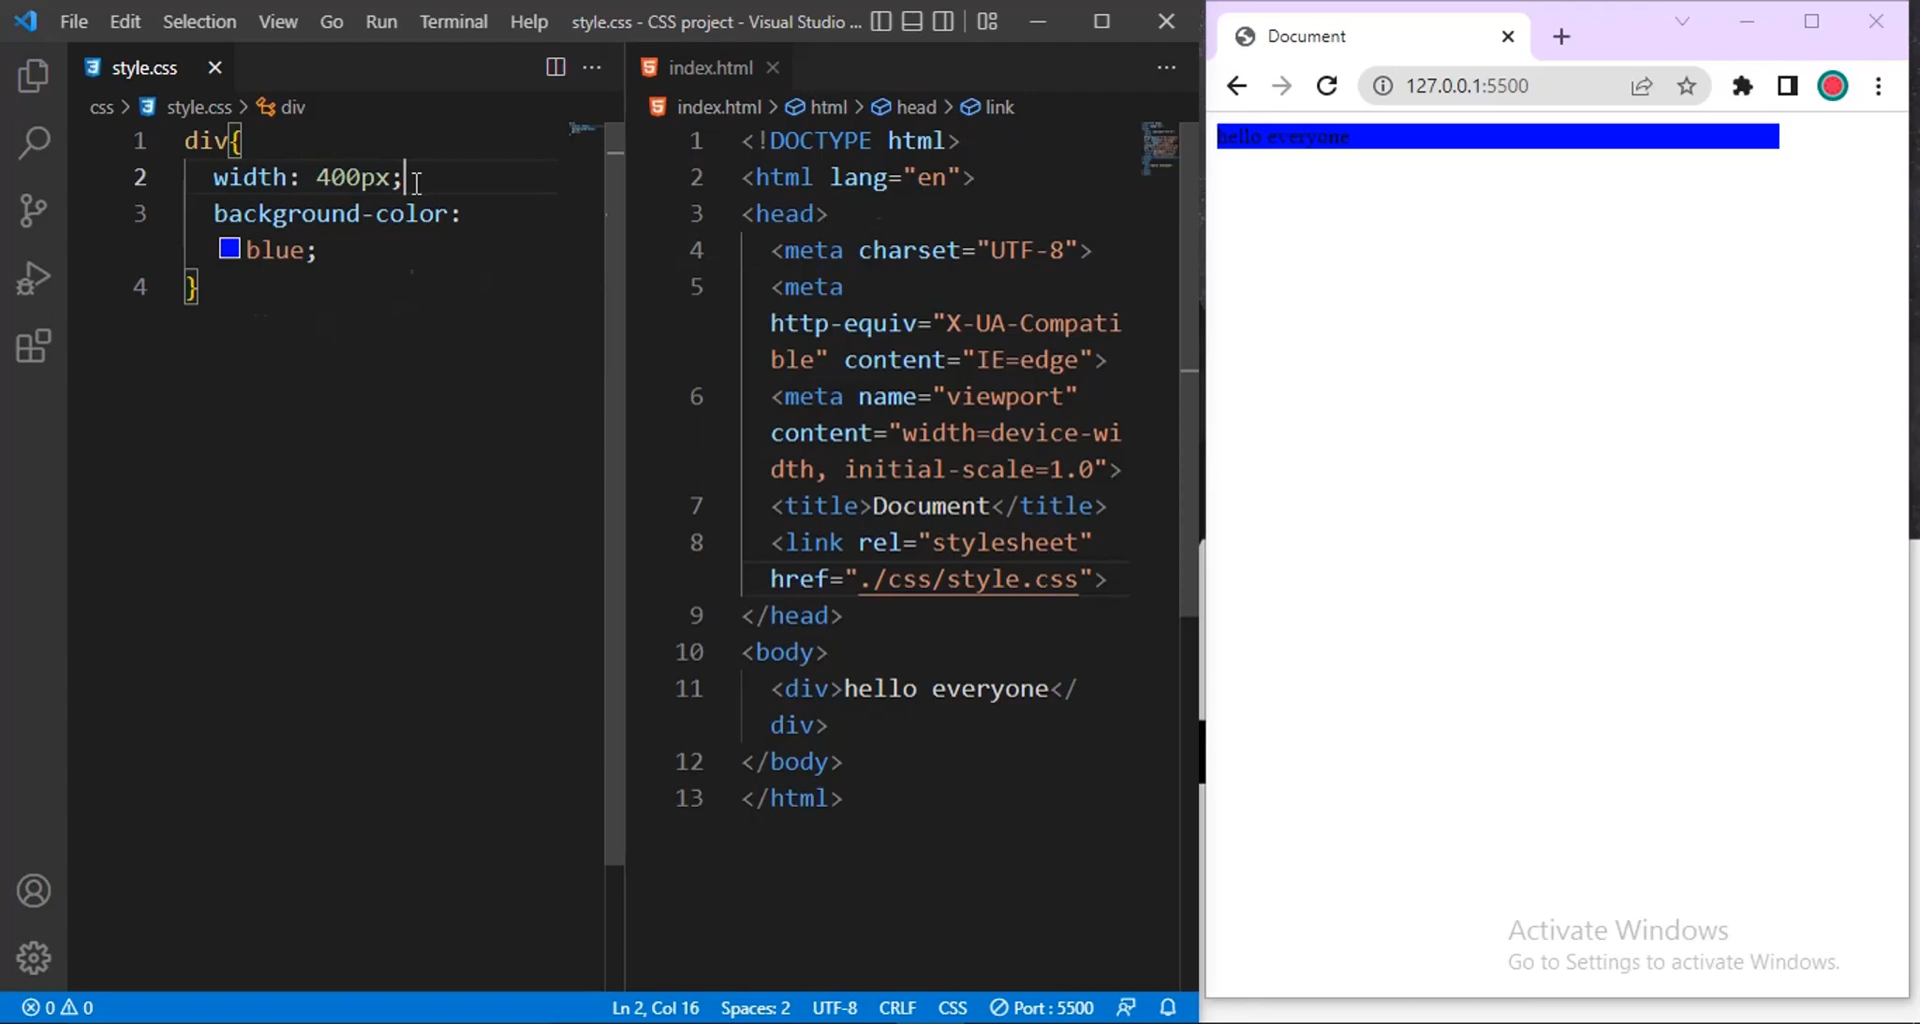 File Edit Selection View Go Run Terminal Help style.css - CSS project - Visual Studio ...
style.css
css > style.css > div
1 div{
2 width: 400px;
3 background-color:
blue;
4 }
index.html
index.html > html > head > link
1 <!DOCTYPE html>
2 <html lang="en">
3 <head>
4 <meta charset="UTF-8">
5 <meta
http-equiv="X-UA-Compati
ble" content="IE=edge">
6 <meta name="viewport"
content="width=device-wi
dth, initial-scale=1.0">
7 <title>Document</title>
8 <link rel="stylesheet"
href="./css/style.css">
9 </head>
10 <body>
11 <div>hello everyone</
div>
12 </body>
13 </html>
0 0 Ln 2, Col 16 Spaces: 2 UTF-8 CRLF CSS Port : 5500
Document
127.0.0.1:5500
hello everyone
Activate Windows
Go to Settings to activate Windows.